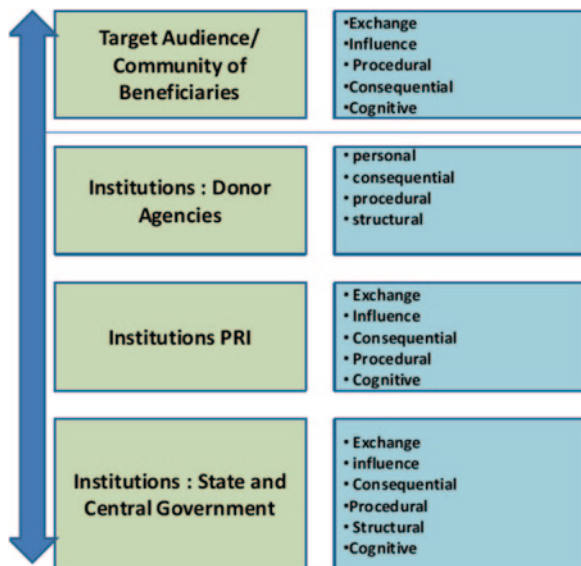 Target Audience/
Community of
Beneficiaries
•Exchange
•Influence
• Procedural
•Consequential
•Cognitive
Institutions : Donor
Agencies
• personal
• consequential
• procedural
• structural
Institutions PRI
• Exchange
• Influence
• Consequential
• Procedural
• Cognitive
Institutions : State and
Central Government
• Exchange
• influence
• Consequential
•Procedural
• Structural
•Cognitive